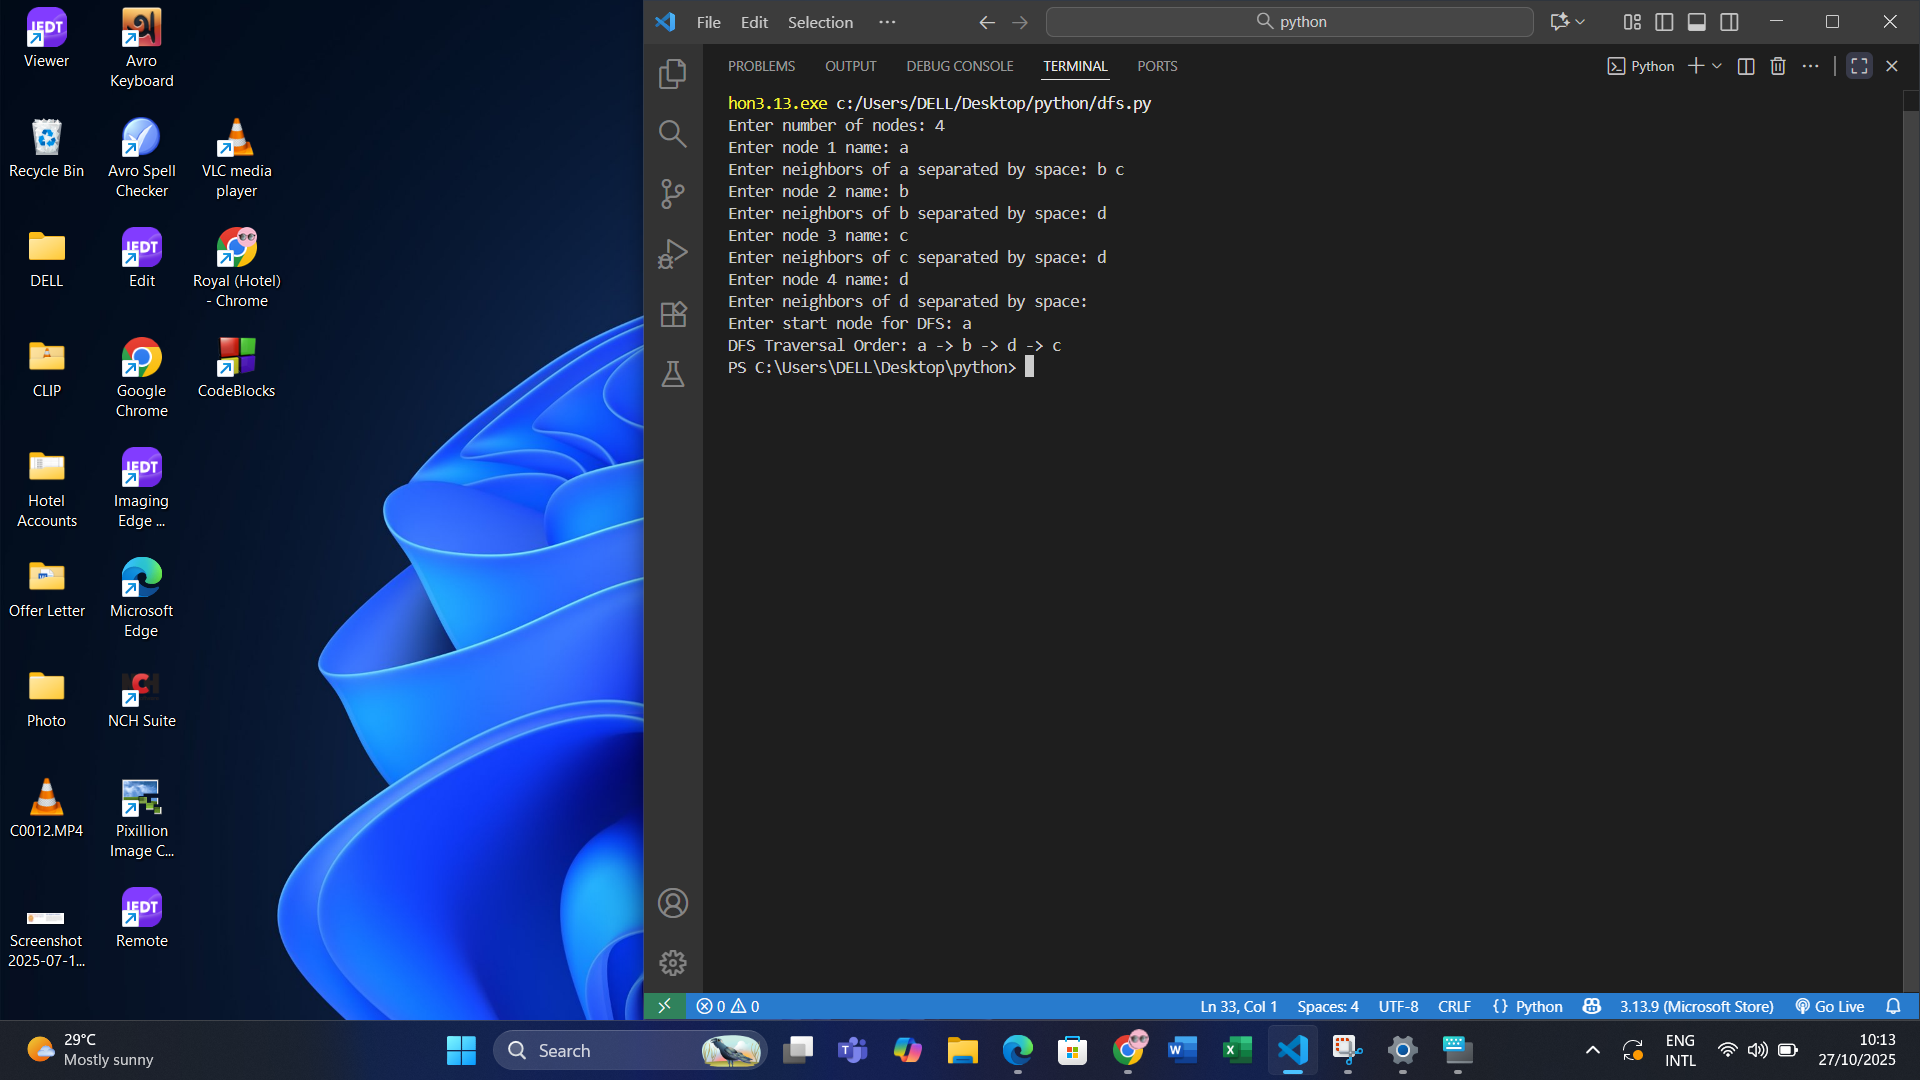 Viewer
Avro
Keyboard
Recycle Bin
Avro Spell
Checker
VLC media
player
DELL
Edit
Royal (Hotel)
- Chrome
CLIP
Google
Chrome
CodeBlocks
Hotel
Accounts
Imaging
Edge ...
Offer Letter
Microsoft
Edge
Photo
NCH Suite
C0012.MP4
Pixillion
Image C...
Screenshot
2025-07-1...
Remote
File Edit Selection ···
python
PROBLEMS OUTPUT DEBUG CONSOLE TERMINAL PORTS
Python
hon3.13.exe c:/Users/DELL/Desktop/python/dfs.py
Enter number of nodes: 4
Enter node 1 name: a
Enter neighbors of a separated by space: b c
Enter node 2 name: b
Enter neighbors of b separated by space: d
Enter node 3 name: c
Enter neighbors of c separated by space: d
Enter node 4 name: d
Enter neighbors of d separated by space:
Enter start node for DFS: a
DFS Traversal Order: a -> b -> d -> c
PS C:\Users\DELL\Desktop\python>
0 0 Ln 33, Col 1 Spaces: 4 UTF-8 CRLF {} Python 3.13.9 (Microsoft Store) Go Live
29°C
Mostly sunny
Search
ENG
INTL
10:13
27/10/2025